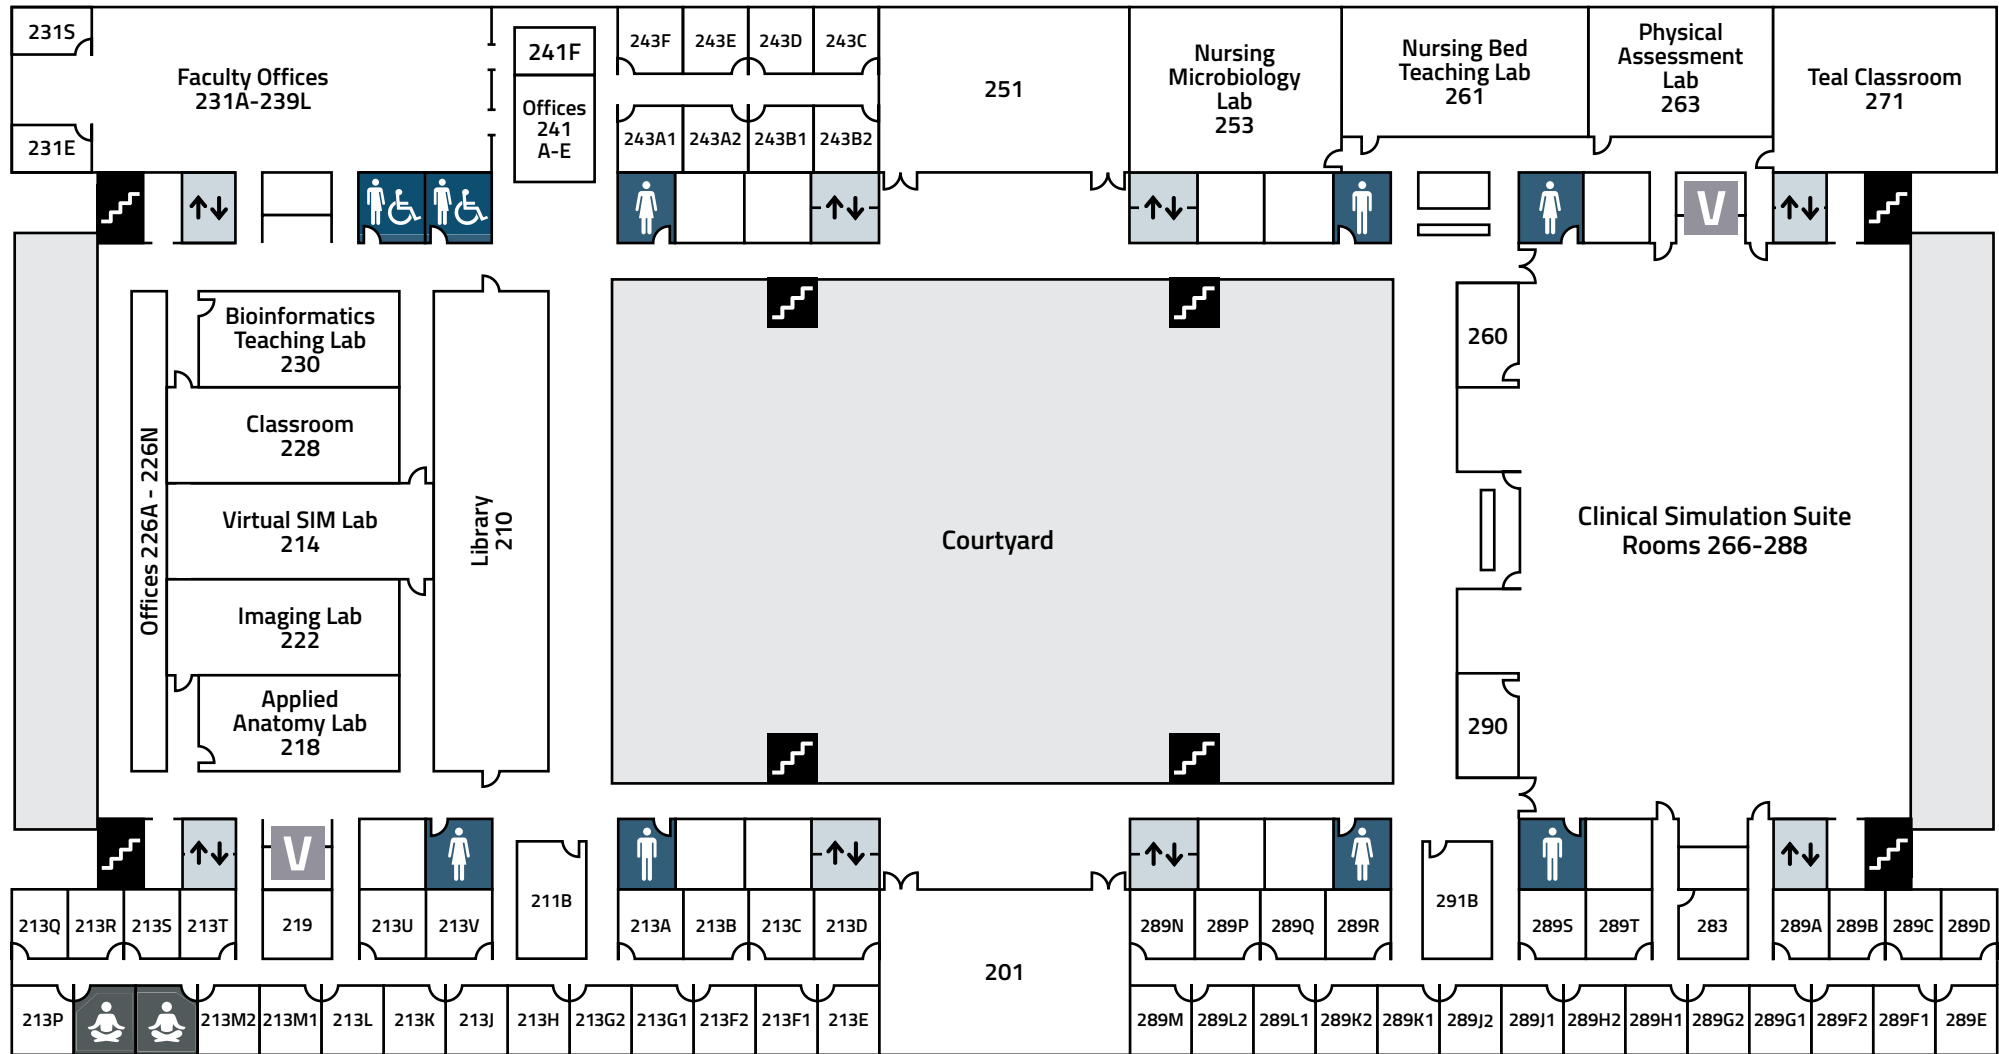 231S
Faculty Offices
231A-239L
231E
241F
Offices
241
A-E
243F
243E
243D
243C
243A1
243A2
243B1
243B2
251
Nursing
Microbiology
Lab
253
Nursing Bed
Teaching Lab
261
Physical
Assessment
Lab
263
Teal Classroom
271
V
Offices 226A - 226N
Bioinformatics
Teaching Lab
230
Classroom
228
Virtual SIM Lab
214
Imaging Lab
222
Applied
Anatomy Lab
218
Library
210
Courtyard
260
290
Clinical Simulation Suite
Rooms 266-288
V
213Q
213R
213S
213T
219
213U
213V
211B
213A
213B
213C
213D
201
289N
289P
289Q
289R
291B
289S
289T
283
289A
289B
289C
289D
213P
213M2
213M1
213L
213K
213J
213H
213G2
213G1
213F2
213F1
213E
289M
289L2
289L1
289K2
289K1
289J2
289J1
289H2
289H1
289G2
289G1
289F2
289F1
289E